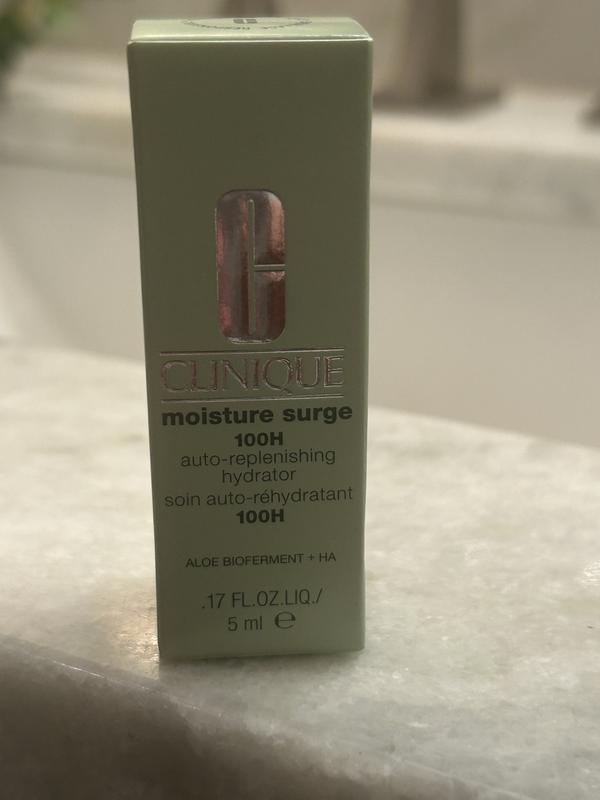 CLINIQUE
moisture surge
100H
auto-replenishing
hydrator
soin auto-réhydratant
100H
ALOE BIOFERMENT + HA
.17 FL.OZ.LIQ./
5 ml ℮